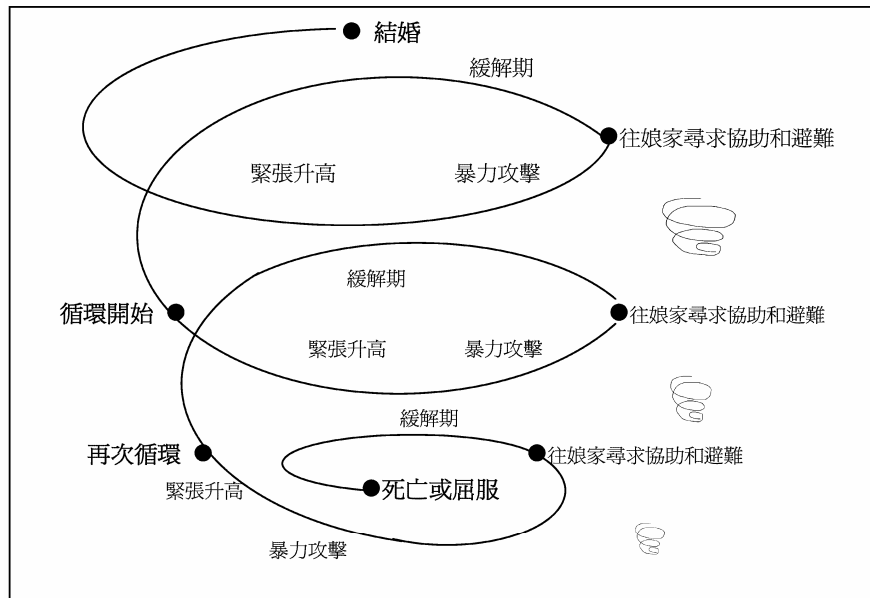 結婚
緩解期
往娘家尋求協助和避難
緊張升高
暴力攻擊
緩解期
循環開始
往娘家尋求協助和避難
緊張升高
暴力攻擊
緩解期
再次循環
往娘家尋求協助和避難
緊張升高
死亡或屈服
暴力攻擊